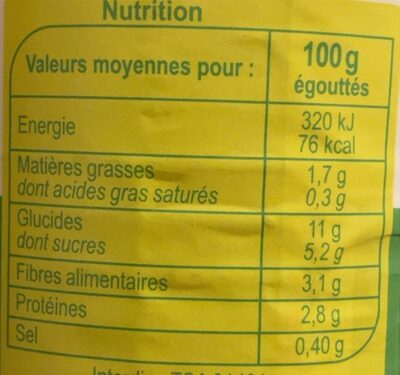 Nutrition
Valeurs moyennes pour : 100g égouttés
Energie 320 kJ
76 kcal
Matières grasses 1,7 g
dont acides gras saturés 0,3 g
Glucides 11 g
dont sucres 5,2 g
Fibres alimentaires 3,1 g
Protéines 2,8 g
Sel 0,40 g